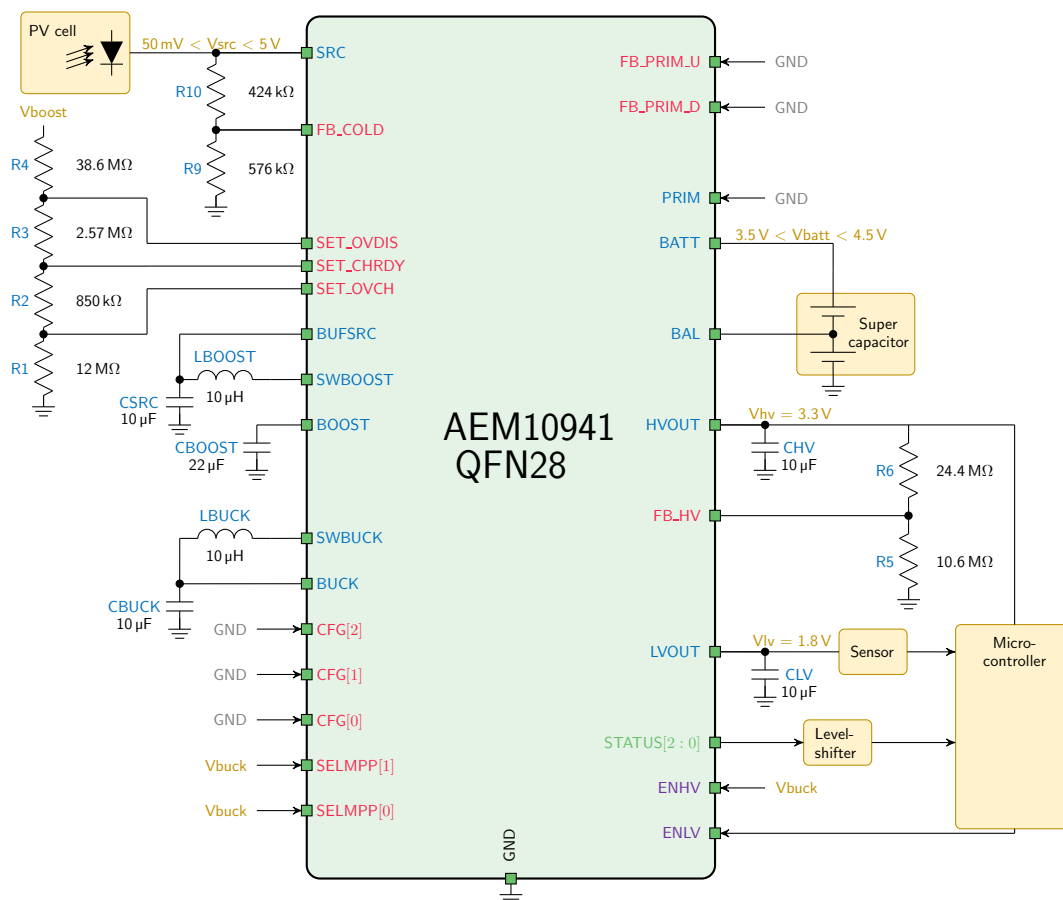 PV cell
50 mV < Vsrc < 5 V
SRC
R10
424 kΩ
FB_COLD
R9
576 kΩ
Vboost
R4
38.6 MΩ
R3
2.57 MΩ
R2
850 kΩ
R1
12 MΩ
SET_OVDIS
SET_CHRDY
SET_OVCH
BUFSRC
LBOOST
10 µH
SWBOOST
CSRC
10 µF
BOOST
CBOOST
22 µF
LBUCK
10 µH
SWBUCK
BUCK
CBUCK
10 µF
GND
CFG[2]
GND
CFG[1]
GND
CFG[0]
Vbuck
SELMPP[1]
Vbuck
SELMPP[0]
AEM10941
QFN28
GND
FB_PRIM_U
GND
FB_PRIM_D
GND
PRIM
GND
BATT
3.5 V < Vbatt < 4.5 V
BAL
Super
capacitor
HVOUT
Vhv = 3.3 V
CHV
10 µF
R6
24.4 MΩ
FB_HV
R5
10.6 MΩ
LVOUT
Vlv = 1.8 V
CLV
10 µF
Sensor
Micro-
controller
STATUS[2 : 0]
Level-
shifter
ENHV
Vbuck
ENLV